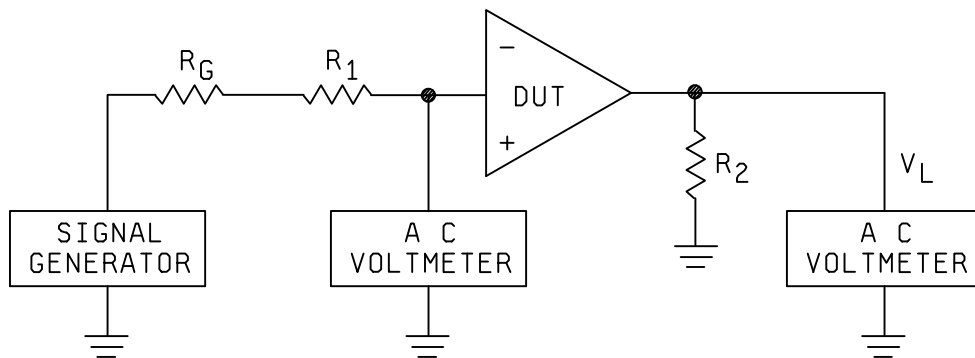 R_G
R_1
−
DUT
+
R_2
V_L
SIGNAL
GENERATOR
A C
VOLTMETER
A C
VOLTMETER